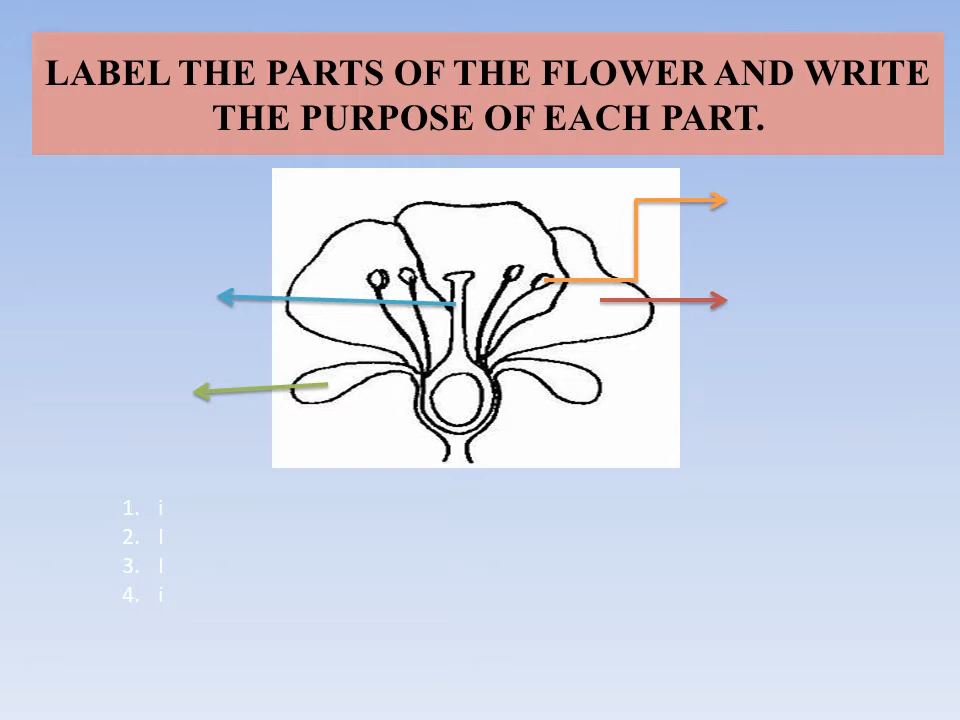 LABEL THE PARTS OF THE FLOWER AND WRITE
THE PURPOSE OF EACH PART.
1. i
2. I
3. I
4. i